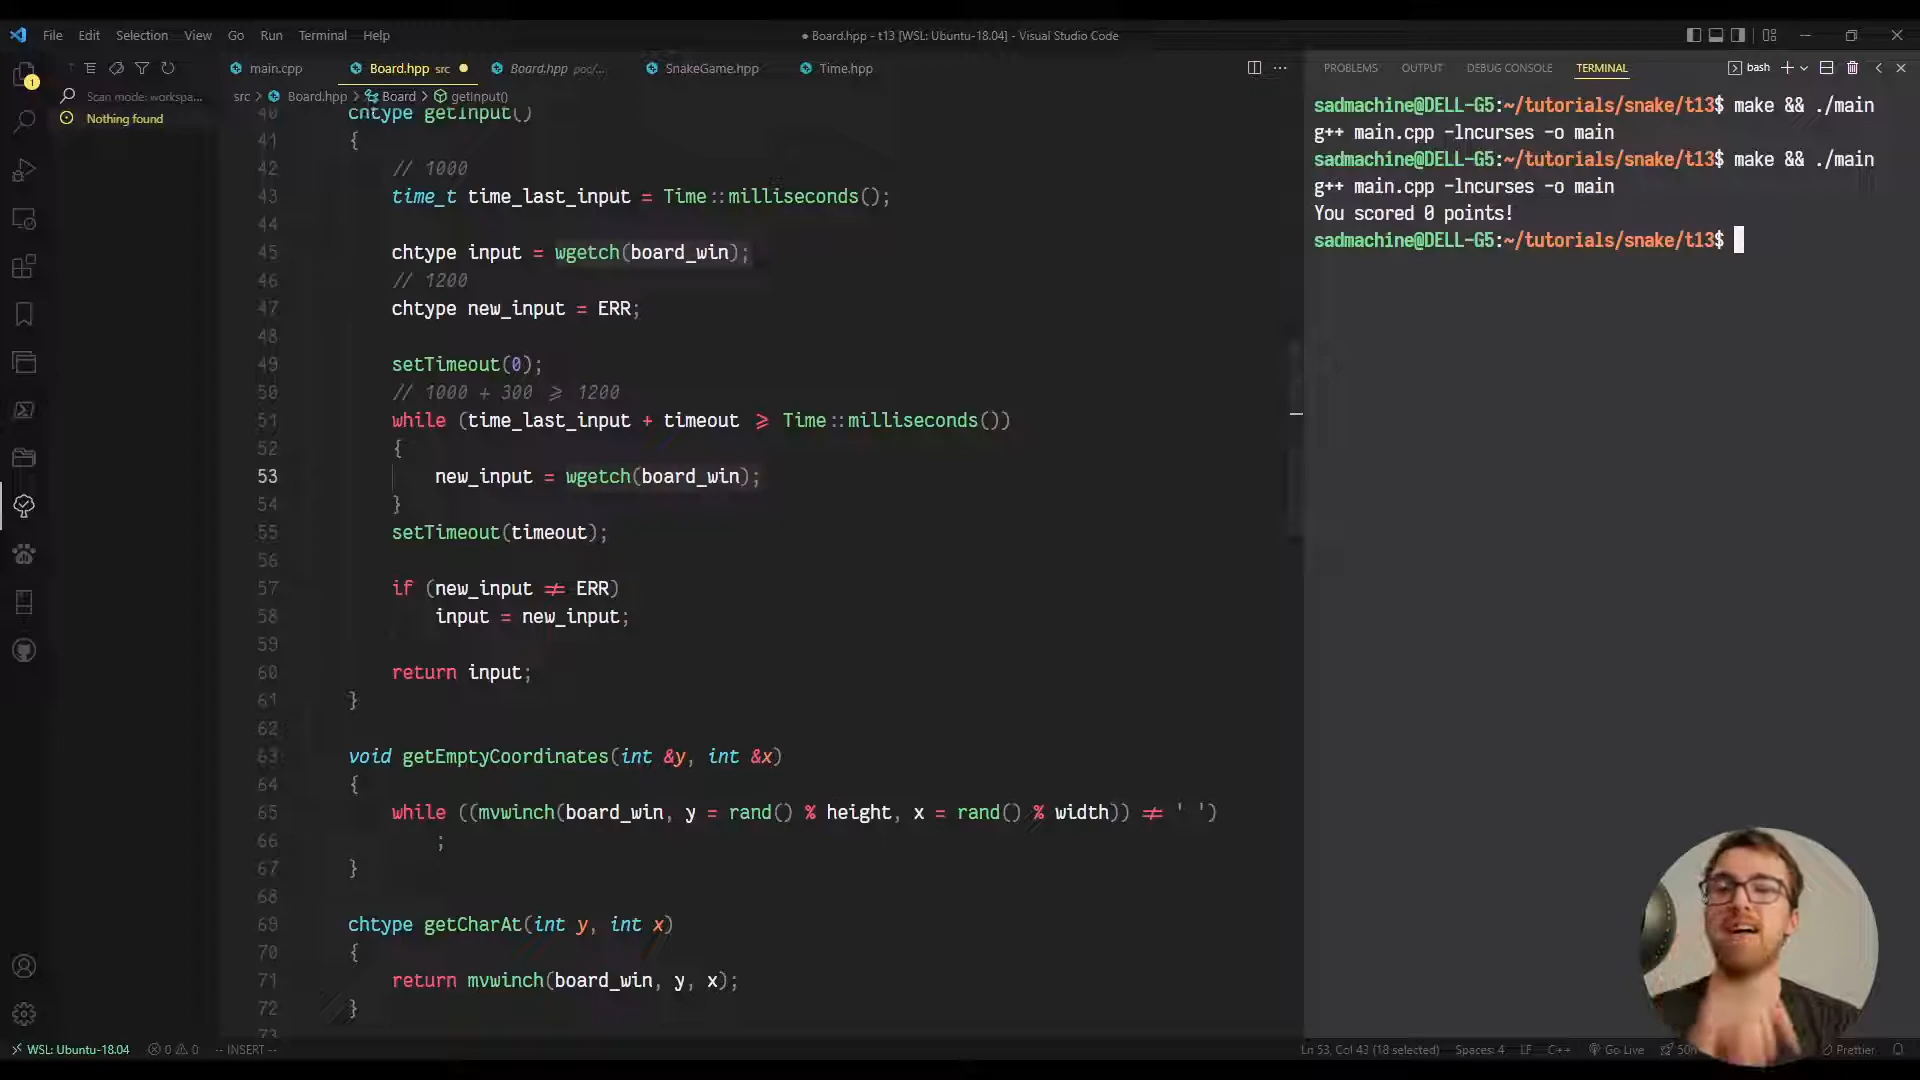 File Edit Selection View Go Run Terminal Help
● Board.hpp - t13 [WSL: Ubuntu-18.04] - Visual Studio Code
main.cpp Board.hpp src Board.hpp poc/... SnakeGame.hpp Time.hpp
PROBLEMS OUTPUT DEBUG CONSOLE TERMINAL bash
1
Scan mode: workspa...
Nothing found
src > Board.hpp > Board > getInput()
40 chtype getInput()
41 {
42 // 1000
43 time_t time_last_input = Time::milliseconds();
44
45 chtype input = wgetch(board_win);
46 // 1200
47 chtype new_input = ERR;
48
49 setTimeout(0);
50 // 1000 + 300 >= 1200
51 while (time_last_input + timeout >= Time::milliseconds())
52 {
53 new_input = wgetch(board_win);
54 }
55 setTimeout(timeout);
56
57 if (new_input != ERR)
58 input = new_input;
59
60 return input;
61 }
62
63 void getEmptyCoordinates(int &y, int &x)
64 {
65 while ((mvwinch(board_win, y = rand() % height, x = rand() % width)) != ' ')
66 ;
67 }
68
69 chtype getCharAt(int y, int x)
70 {
71 return mvwinch(board_win, y, x);
72 }
73
sadmachine@DELL-G5:~/tutorials/snake/t13$ make && ./main
g++ main.cpp -lncurses -o main
sadmachine@DELL-G5:~/tutorials/snake/t13$ make && ./main
g++ main.cpp -lncurses -o main
You scored 0 points!
sadmachine@DELL-G5:~/tutorials/snake/t13$
WSL: Ubuntu-18.04 0 0 -- INSERT -- Ln 53, Col 43 (18 selected) Spaces: 4 LF C++ Go Live Prettier